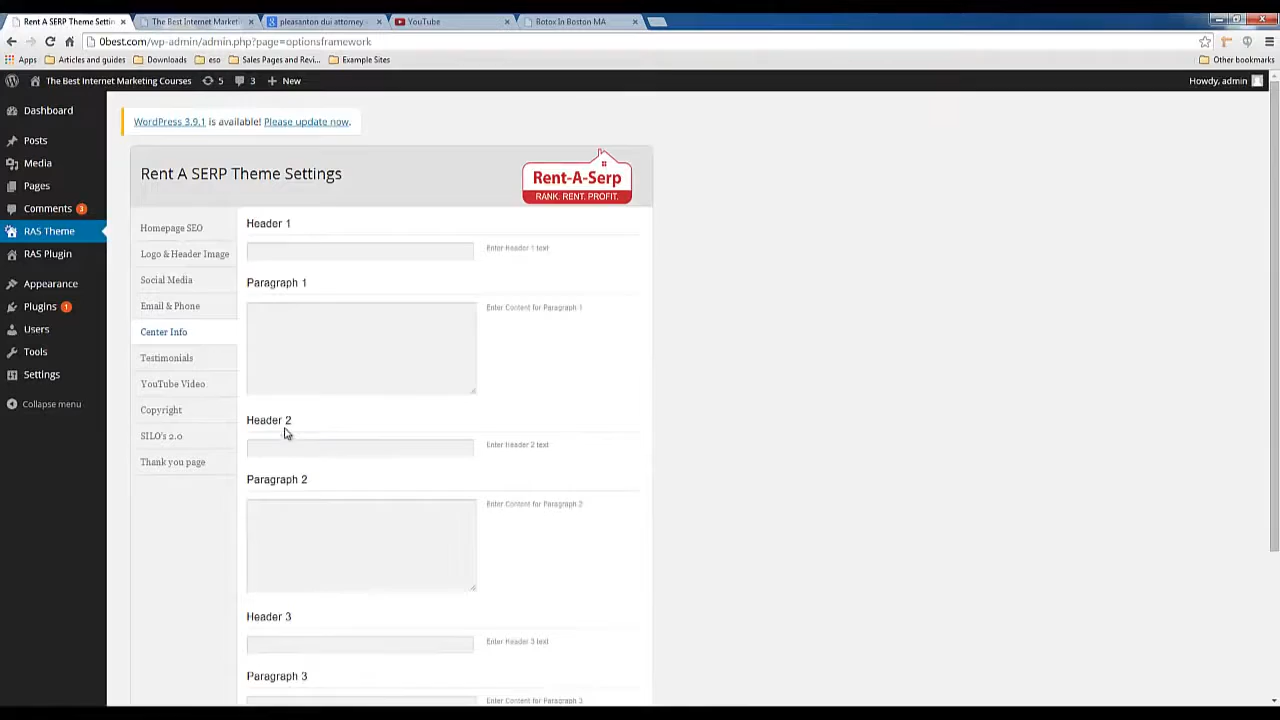 Rent A SERP Theme Settin
The Best Internet Marketi
pleasanton dui attorney
YouTube
Botox In Boston MA
0best.com/wp-admin/admin.php?page=optionsframework
Apps
Articles and guides
Downloads
eso
Sales Pages and Revi...
Example Sites
Other bookmarks
The Best Internet Marketing Courses
5
3
New
Howdy, admin
Dashboard
Posts
Media
Pages
Comments 3
RAS Theme
RAS Plugin
Appearance
Plugins 1
Users
Tools
Settings
Collapse menu
WordPress 3.9.1 is available! Please update now.
Rent A SERP Theme Settings
Rent-A-Serp
RANK. RENT. PROFIT.
Homepage SEO
Logo & Header Image
Social Media
Email & Phone
Center Info
Testimonials
YouTube Video
Copyright
SILO's 2.0
Thank you page
Header 1
Enter Header 1 text
Paragraph 1
Enter Content for Paragraph 1
Header 2
Enter Header 2 text
Paragraph 2
Enter Content for Paragraph 2
Header 3
Enter Header 3 text
Paragraph 3
Enter Content for Paragraph 3